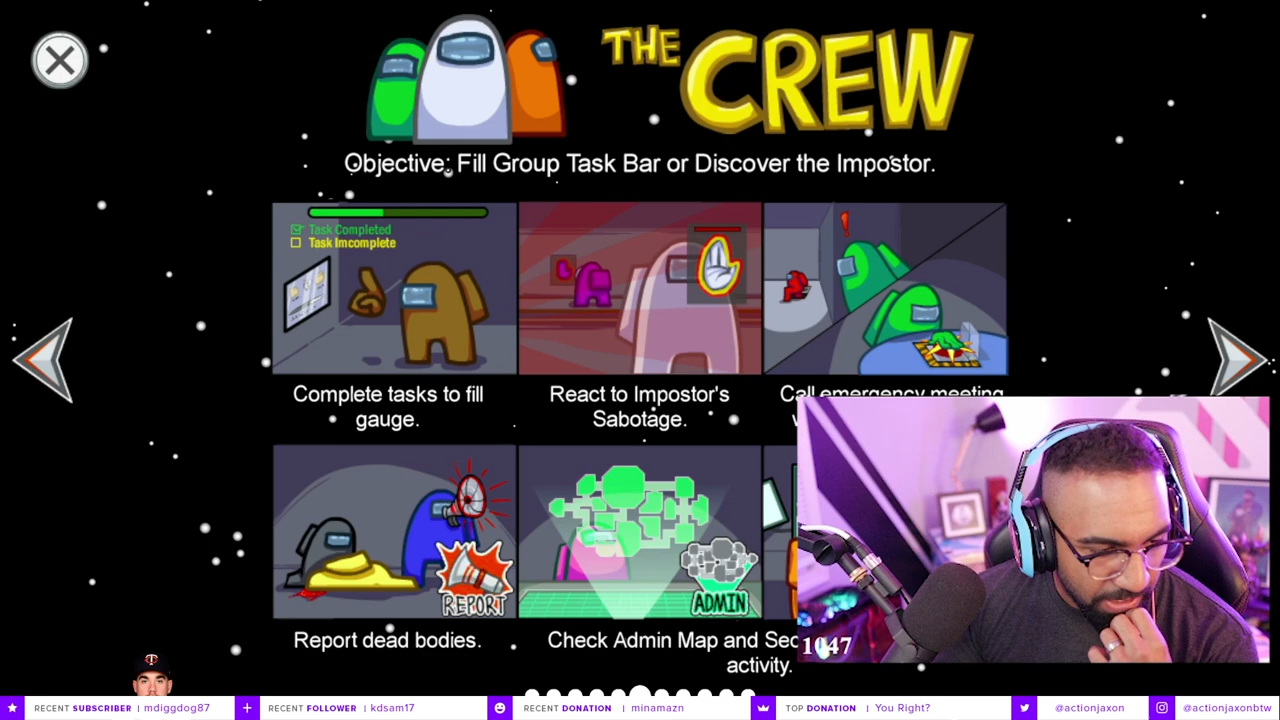 THE CREW
Objective: Fill Group Task Bar or Discover the Impostor.
Task Completed
Task Imcomplete
Complete tasks to fill
gauge.
React to Impostor's
Sabotage.
Call emergency meeting
REPORT
ADMIN
Report dead bodies.
Check Admin Map and
activity.
1047
RECENT SUBSCRIBER | mdiggdog87
RECENT FOLLOWER | kdsam17
RECENT DONATION | minamazn
TOP DONATION | You Right?
@actionjaxon
@actionjaxonbtw